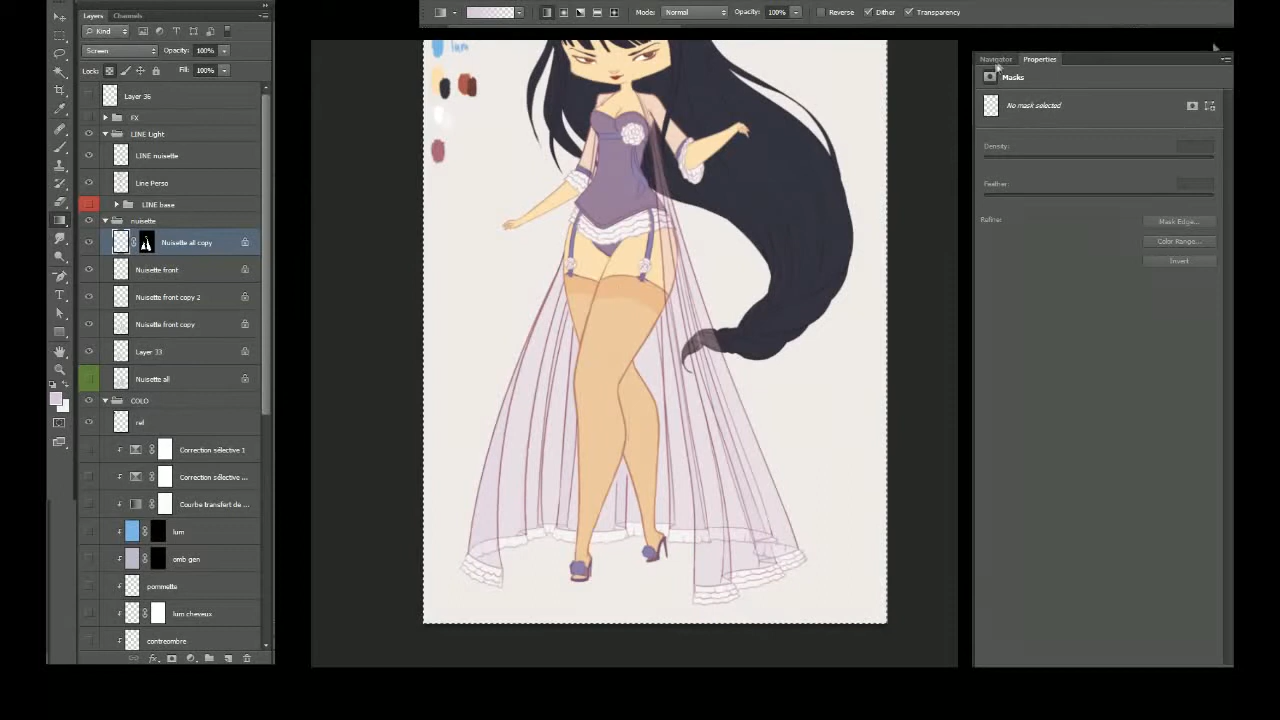 Layers Channels
Mode: Normal Opacity: 100% Reverse Dither Transparency
Kind
Screen Opacity: 100%
Lock: Fill: 100%
Layer 36
FX
LINE Light
LINE nuisette
Line Perso
LINE base
nuisette
Nuisette all copy
Nuisette front
Nuisette front copy 2
Nuisette front copy
Layer 33
Nuisette all
COLO
rel
Correction sélective 1
Correction sélective ...
Courbe transfert de ...
lum
omb gen
pommette
lum cheveux
contreombre
fx
lum
Navigator Properties
Masks
No mask selected
Density:
Feather:
Refine: Mask Edge...
Color Range...
Invert